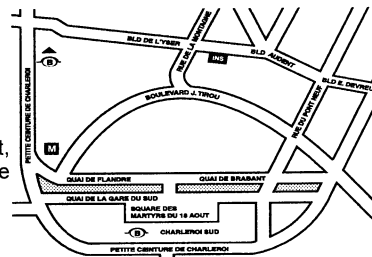 BLD DE L'YSER
RUE DE LA MONTAGNE
INS
BLD AUDENT
BLD E. DEVREU
B
PETITE CEINTURE DE CHARLEROI
BOULEVARD J. TIROU
RUE DU PONT NEUF
t,
M
e
QUAI DE FLANDRE
QUAI DE BRABANT
QUAI DE LA GARE DU SUD
SQUARE DES
MARTYRS DU 18 AOUT
B
CHARLEROI SUD
PETITE CEINTURE DE CHARLEROI